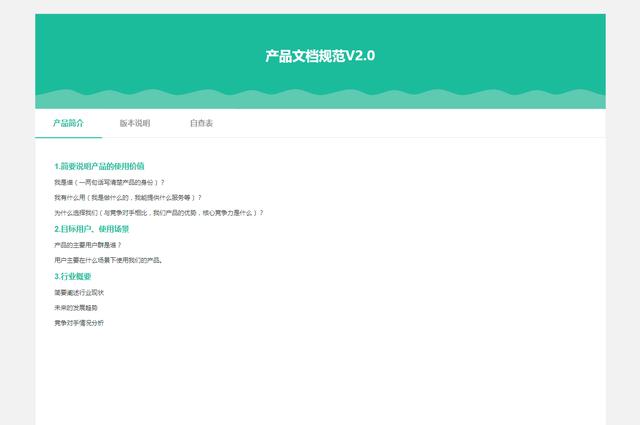 产品文档规范V2.0
产品简介 版本说明 自查表
1.简要说明产品的使用价值
我是谁（一两句话写清楚产品的身份）？
我有什么用（我是做什么的，我能提供什么服务等）？
为什么选择我们（与竞争对手相比，我们产品的优势，核心竞争力是什么）？
2.目标用户、使用场景
产品的主要用户群是谁？
用户主要在什么场景下使用我们的产品。
3.行业概要
简要阐述行业现状
未来的发展趋势
竞争对手情况分析